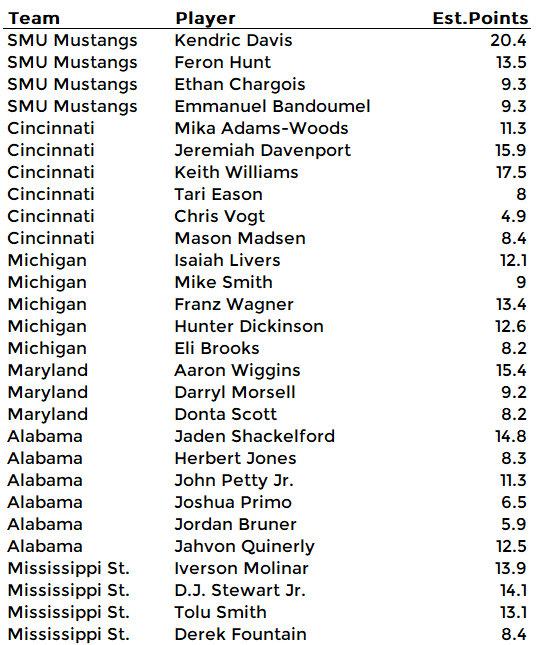 Team Player Est.Points
SMU Mustangs Kendric Davis 20.4
SMU Mustangs Feron Hunt 13.5
SMU Mustangs Ethan Chargois 9.3
SMU Mustangs Emmanuel Bandoumel 9.3
Cincinnati Mika Adams-Woods 11.3
Cincinnati Jeremiah Davenport 15.9
Cincinnati Keith Williams 17.5
Cincinnati Tari Eason 8
Cincinnati Chris Vogt 4.9
Cincinnati Mason Madsen 8.4
Michigan Isaiah Livers 12.1
Michigan Mike Smith 9
Michigan Franz Wagner 13.4
Michigan Hunter Dickinson 12.6
Michigan Eli Brooks 8.2
Maryland Aaron Wiggins 15.4
Maryland Darryl Morsell 9.2
Maryland Donta Scott 8.2
Alabama Jaden Shackelford 14.8
Alabama Herbert Jones 8.3
Alabama John Petty Jr. 11.3
Alabama Joshua Primo 6.5
Alabama Jordan Bruner 5.9
Alabama Jahvon Quinerly 12.5
Mississippi St. Iverson Molinar 13.9
Mississippi St. D.J. Stewart Jr. 14.1
Mississippi St. Tolu Smith 13.1
Mississippi St. Derek Fountain 8.4